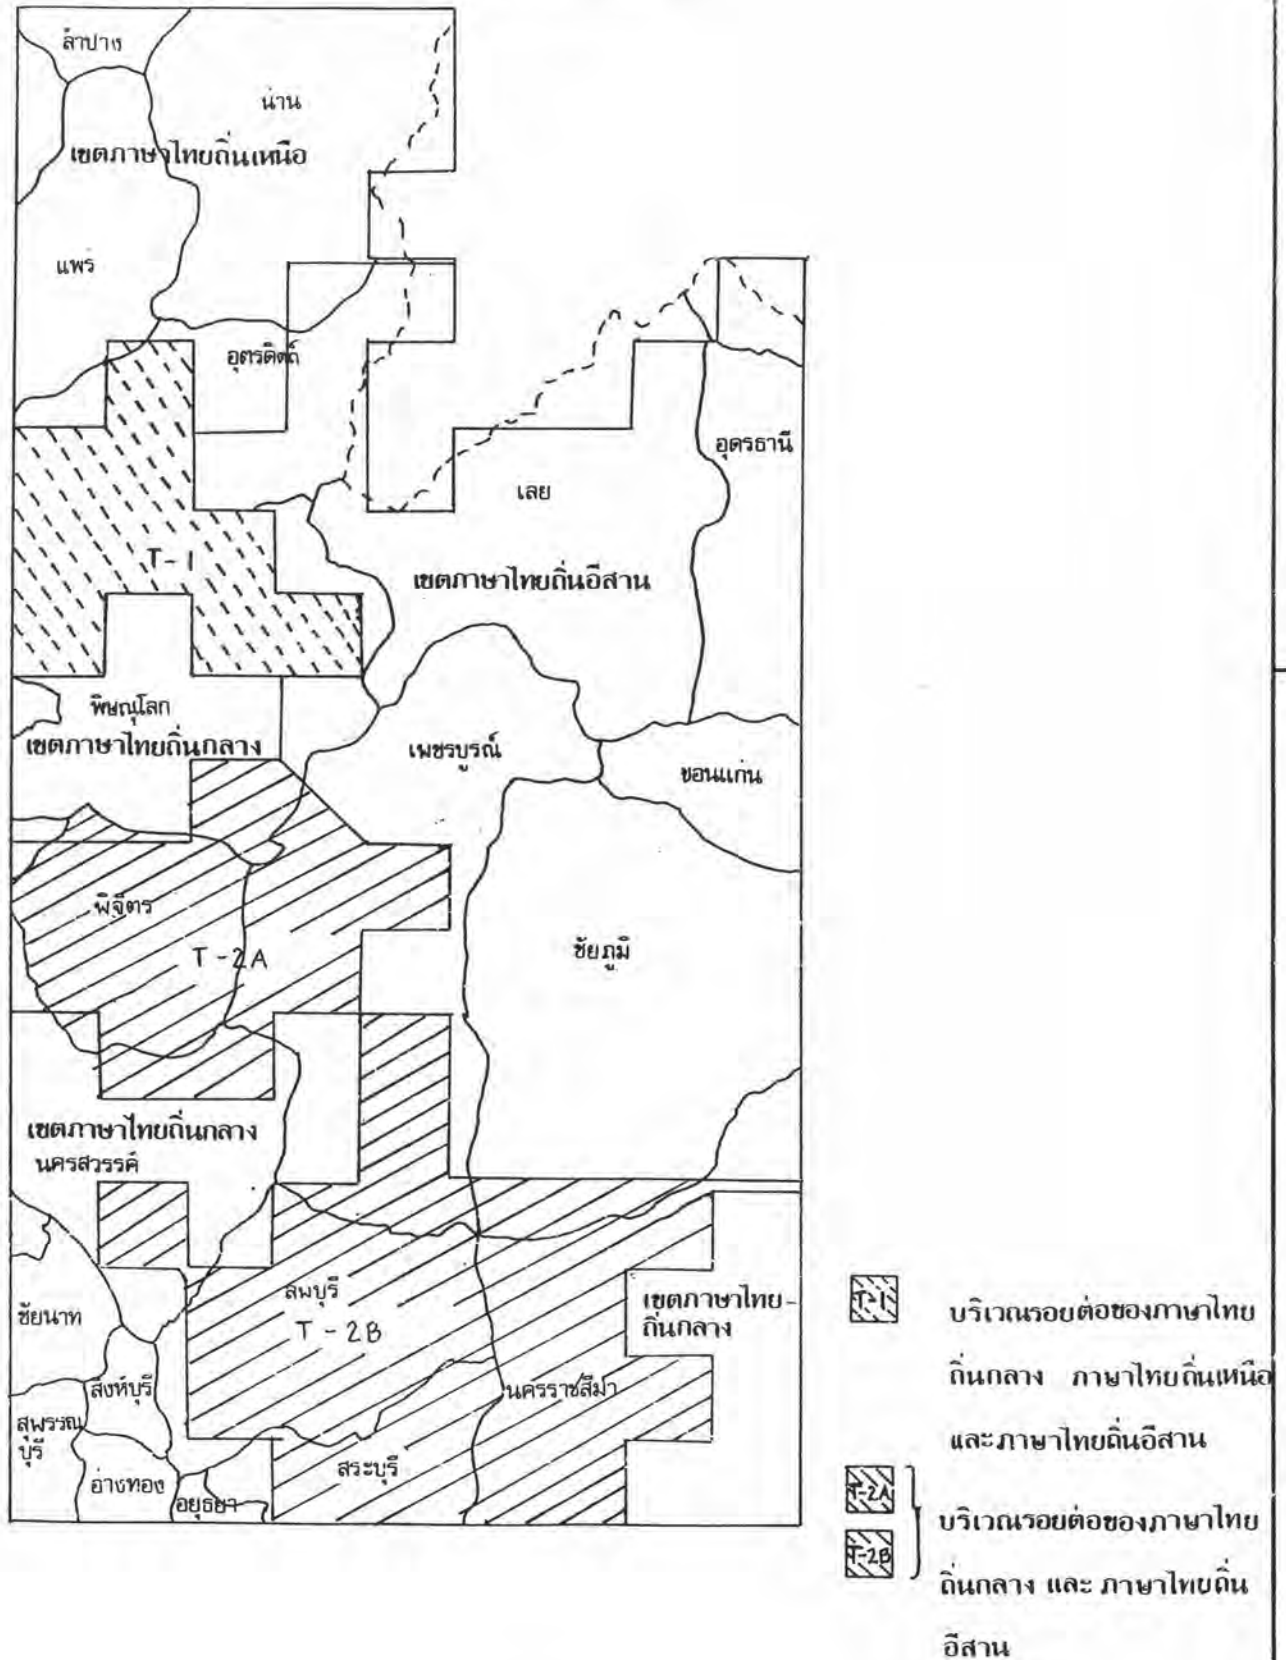 ลำปาง
น่าน
เขตภาษาไทยถิ่นเหนือ
แพร่
อุตรดิตถ์
อุดรธานี
เลย
T-1
เขตภาษาไทยถิ่นอีสาน
พิษณุโลก
เขตภาษาไทยถิ่นกลาง
เพชรบูรณ์
ขอนแก่น
พิจิตร
T-2A
ชัยภูมิ
เขตภาษาไทยถิ่นกลาง
นครสวรรค์
ลพบุรี
T-2B
เขตภาษาไทย-
ถิ่นกลาง
ชัยนาท
สิงห์บุรี
นครราชสีมา
สุพรรณ
บุรี
อ่างทอง
สระบุรี
อยุธยา
T-1
บริเวณรอยต่อของภาษาไทย
ถิ่นกลาง ภาษาไทยถิ่นเหนือ
และภาษาไทยถิ่นอีสาน
T-2A
T-2B
บริเวณรอยต่อของภาษาไทย
ถิ่นกลาง และ ภาษาไทยถิ่น
อีสาน